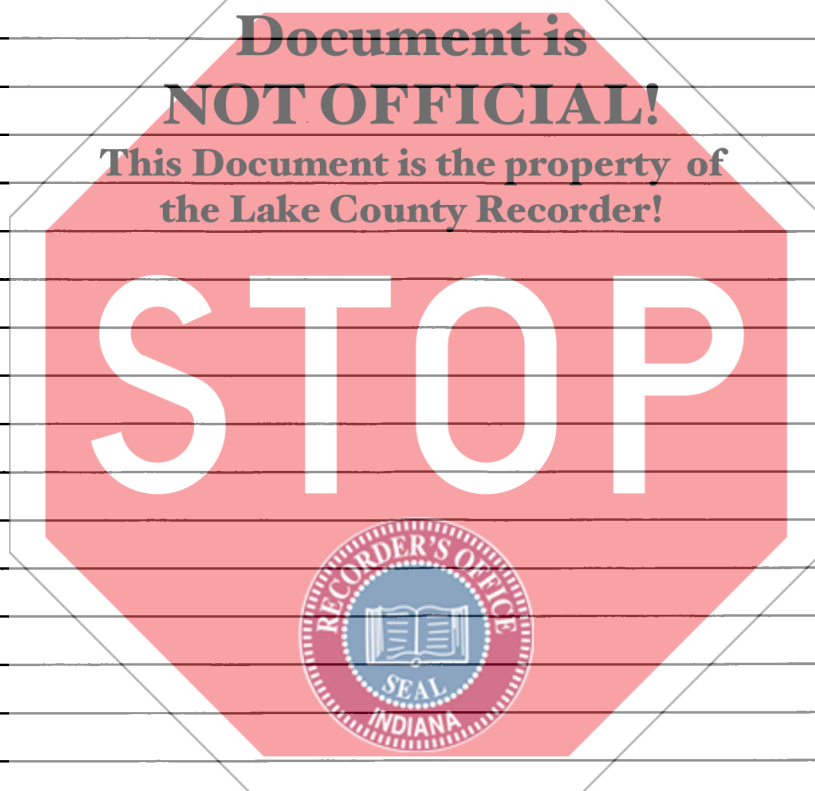 Document is
NOT OFFICIAL!
This Document is the property of
the Lake County Recorder!
STOP
RECORDER'S OFFICE
SEAL
INDIANA